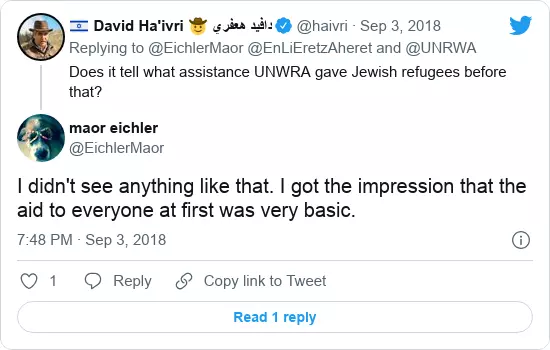 🇮🇱 David Ha'ivri 🤠 دافيد هعفري @haivri · Sep 3, 2018
Replying to @EichlerMaor @EnLiEretzAheret and @UNRWA
Does it tell what assistance UNWRA gave Jewish refugees before
that?
maor eichler
@EichlerMaor
I didn't see anything like that. I got the impression that the
aid to everyone at first was very basic.
7:48 PM · Sep 3, 2018
1 Reply Copy link to Tweet
Read 1 reply